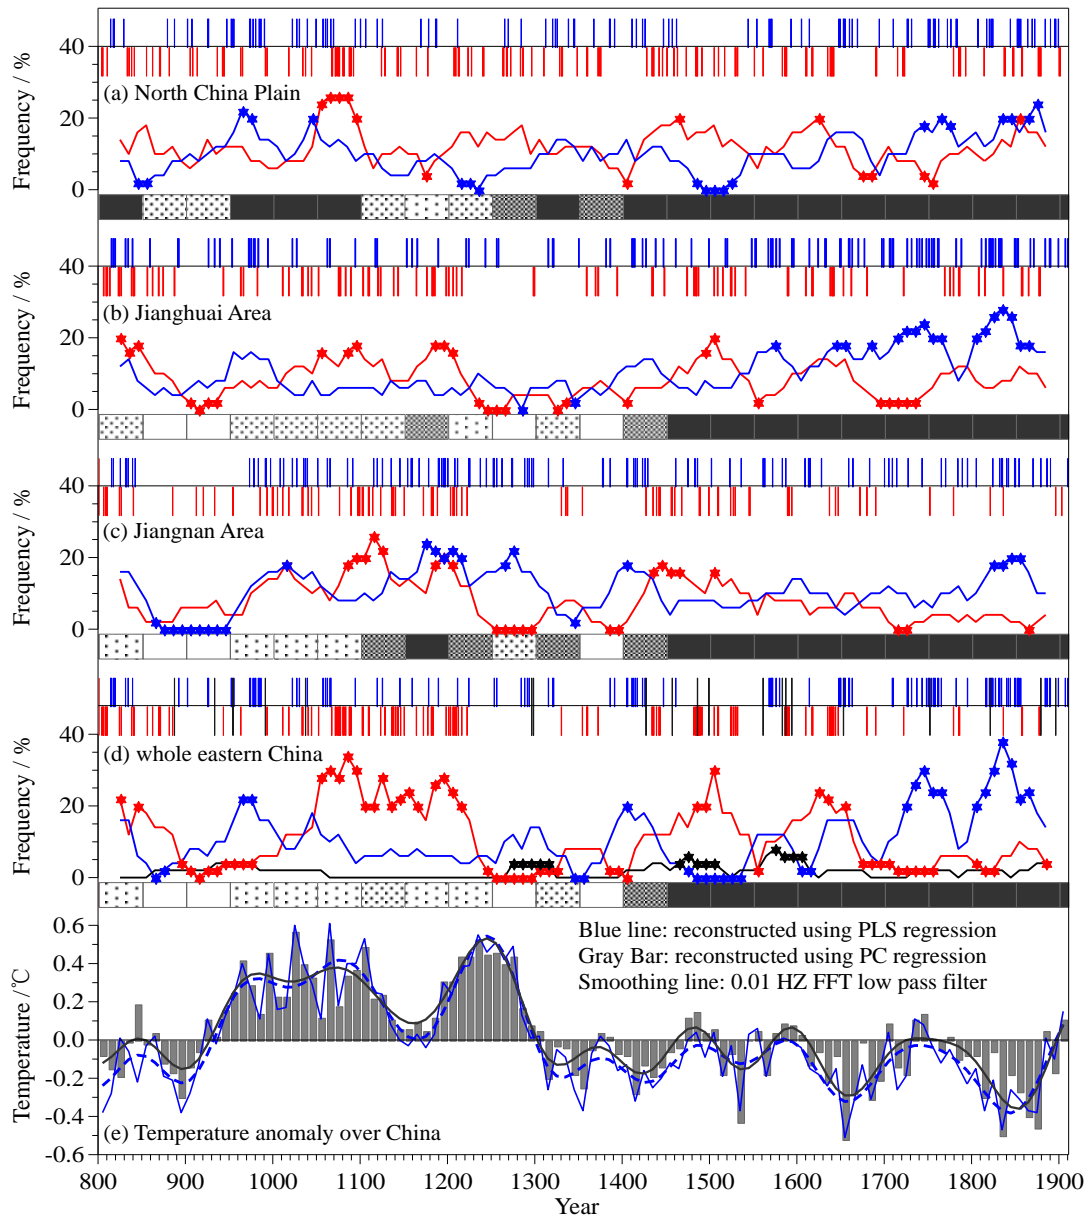 40
20
0
Frequency / %
(a) North China Plain
40
20
0
Frequency / %
(b) Jianghuai Area
40
20
0
Frequency / %
(c) Jiangnan Area
40
20
0
Frequency / %
(d) whole eastern China
0.6
0.4
0.2
0.0
-0.2
-0.4
-0.6
Temperature /℃
Blue line: reconstructed using PLS regression
Gray Bar: reconstructed using PC regression
Smoothing line: 0.01 HZ FFT low pass filter
(e) Temperature anomaly over China
800 900 1000 1100 1200 1300 1400 1500 1600 1700 1800 1900
Year